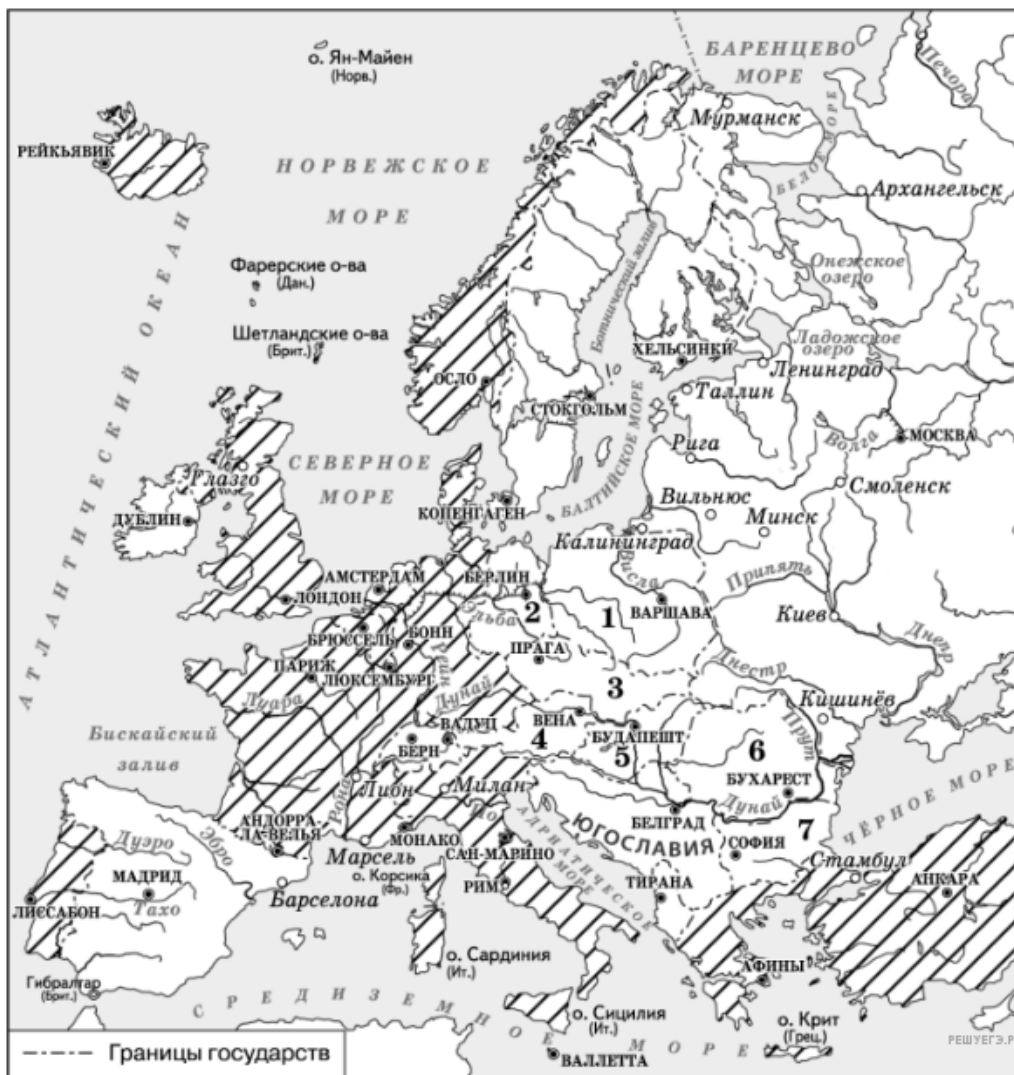 о. Ян-Майен
(Норв.)
БАРЕНЦЕВО
МОРЕ
Печора
Мурманск
РЕЙКЬЯВИК
НОРВЕЖСКОЕ
МОРЕ
БЕЛОЕ МОРЕ
Архангельск
АТЛАНТИЧЕСКИЙ ОКЕАН
Фарерские о-ва
(Дан.)
Шетландские о-ва
(Брит.)
Ботнический залив
Онежское
озеро
Ладожское
озеро
ХЕЛЬСИНКИ
Ленинград
ОСЛО
Таллин
СТОКГОЛЬМ
Волга
МОСКВА
Рига
СЕВЕРНОЕ
МОРЕ
Глазго
БАЛТИЙСКОЕ МОРЕ
Смоленск
Вильнюс
ДУБЛИН
КОПЕНГАГЕН
Минск
Калининград
АМСТЕРДАМ
БЕРЛИН
Висла
Припять
ЛОНДОН
2
1
ВАРШАВА
Эльба
Киев
БРЮССЕЛЬ
БОНН
Днепр
ПРАГА
ПАРИЖ
ЛЮКСЕМБУРГ
Рейн
Днестр
3
Луара
Дунай
Кишинёв
ВАДУЦ
ВЕНА
БУДАПЕШТ
Прут
Бискайский
залив
БЕРН
4
5
6
БУХАРЕСТ
Лион
Милан
Рона
По
Дунай
ЧЁРНОЕ МОРЕ
АНДОРРА-
ЛА-ВЕЛЬЯ
БЕЛГРАД
7
МОНАКО
ЮГОСЛАВИЯ
СОФИЯ
Дуэро
Эбро
Марсель
САН-МАРИНО
АДРИАТИЧЕСКОЕ
МОРЕ
Стамбул
о. Корсика
(Фр.)
РИМ
ТИРАНА
АНКАРА
МАДРИД
Барселона
ЛИССАБОН
Тахо
о. Сардиния
(Ит.)
АФИНЫ
Гибралтар
(Брит.)
СРЕДИЗЕМНОЕ МОРЕ
о. Сицилия
(Ит.)
о. Крит
(Грец.)
Границы государств
ВАЛЛЕТТА
РЕШУЕГЭ.Р